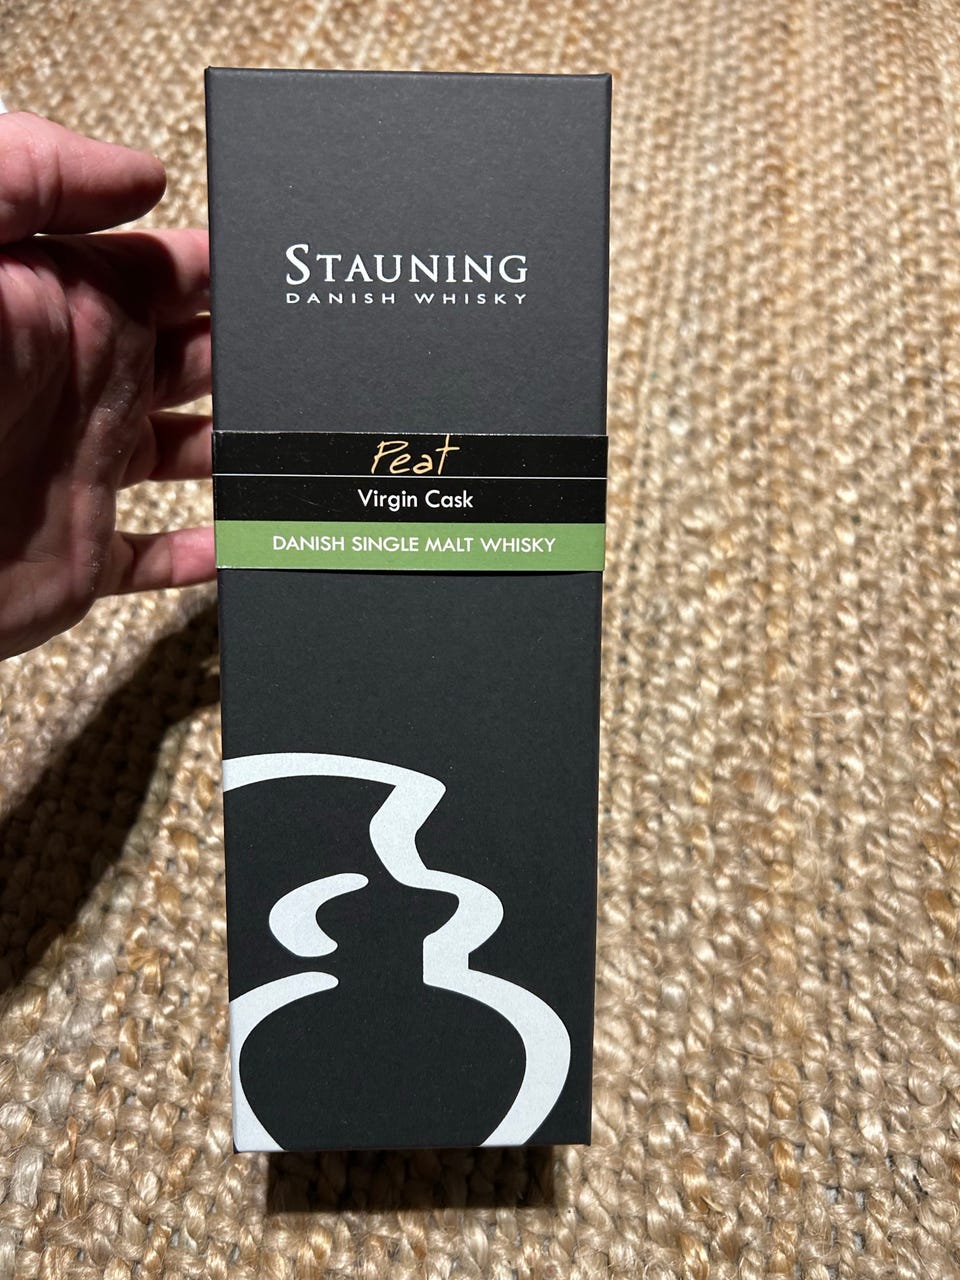 STAUNING
DANISH WHISKY
Peat
Virgin Cask
DANISH SINGLE MALT WHISKY